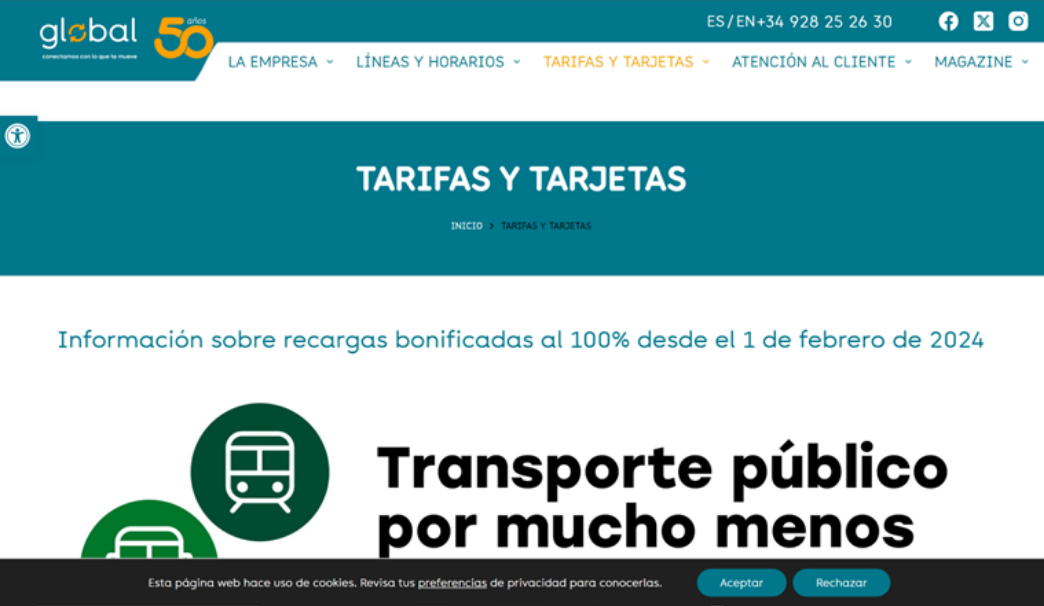 global
conectamos con lo que te mueve
50 años
ES/EN+34 928 25 26 30
LA EMPRESA
LÍNEAS Y HORARIOS
TARIFAS Y TARJETAS
ATENCIÓN AL CLIENTE
MAGAZINE
TARIFAS Y TARJETAS
INICIO > TARIFAS Y TARJETAS
Información sobre recargas bonificadas al 100% desde el 1 de febrero de 2024
Transporte público
por mucho menos
Esta página web hace uso de cookies. Revisa tus preferencias de privacidad para conocerlas.
Aceptar
Rechazar